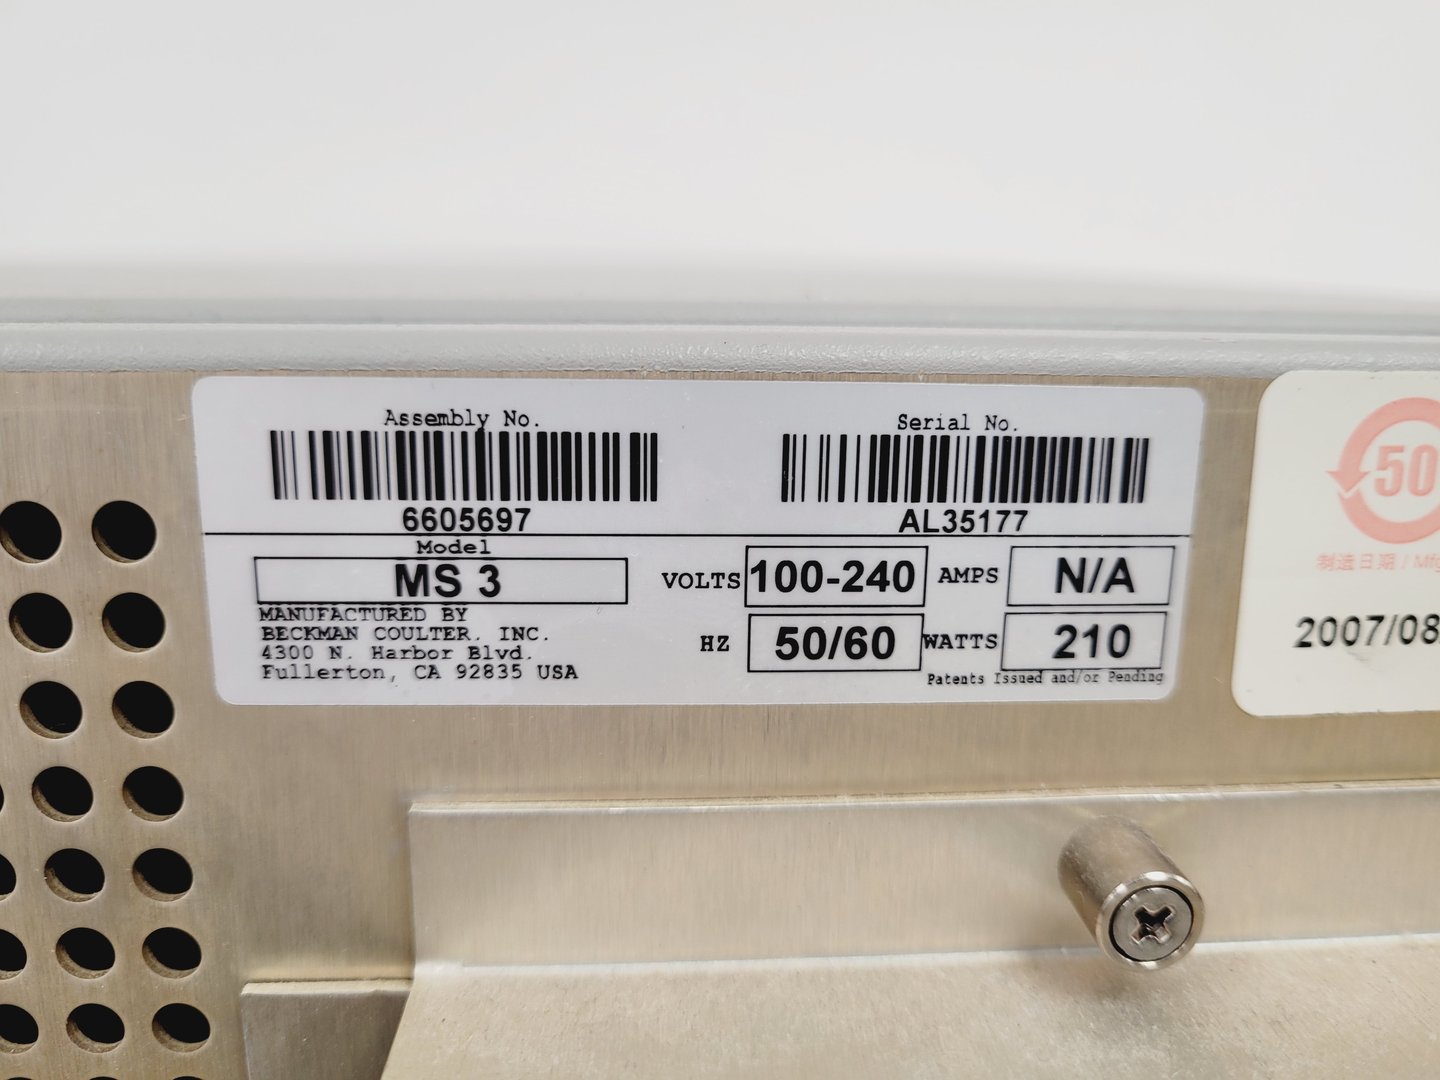 Assembly No.
6605697
Serial No.
AL35177
Model
MS 3
MANUFACTURED BY
BECKMAN COULTER, INC.
4300 N. Harbor Blvd.
Fullerton, CA 92835 USA
VOLTS 100-240 AMPS N/A
HZ 50/60 WATTS 210
Patents Issued and/or Pending
50
制造日期 / Mfg
2007/08